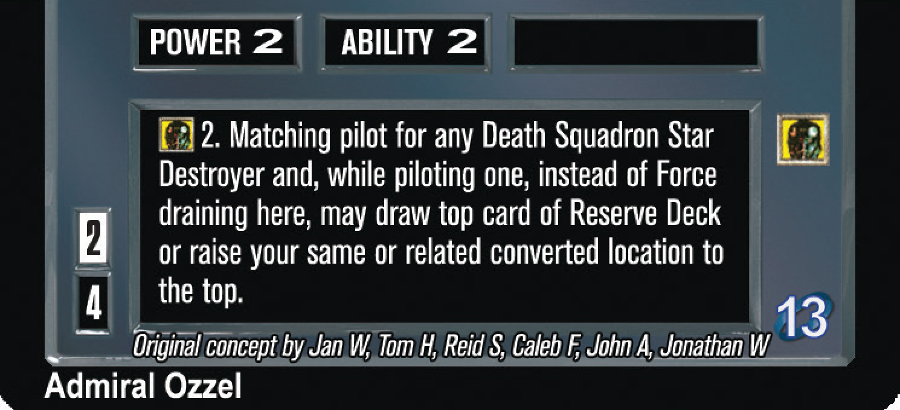 POWER 2 ABILITY 2
2. Matching pilot for any Death Squadron Star
Destroyer and, while piloting one, instead of Force
draining here, may draw top card of Reserve Deck
or raise your same or related converted location to
the top.
2
4
13
Original concept by Jan W, Tom H, Reid S, Caleb F, John A, Jonathan W
Admiral Ozzel